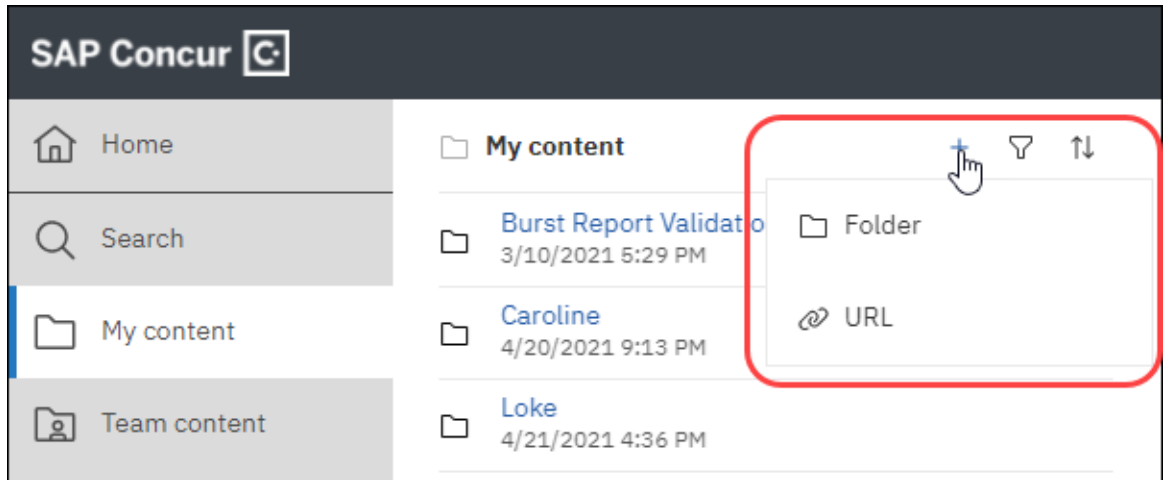 SAP Concur C
Home
Search
My content
Team content
My content
Burst Report Validatio
3/10/2021 5:29 PM
Caroline
4/20/2021 9:13 PM
Loke
4/21/2021 4:36 PM
Folder
URL